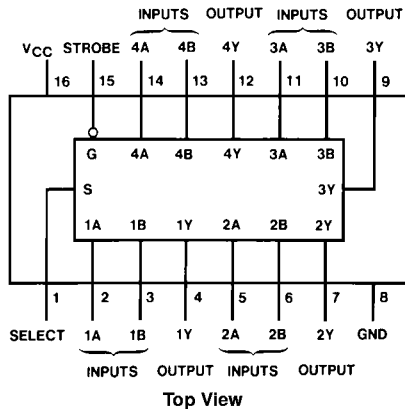 INPUTS OUTPUT INPUTS OUTPUT
VCC STROBE 4A 4B 4Y 3A 3B 3Y
16 15 14 13 12 11 10 9
G 4A 4B 4Y 3A 3B
S 3Y
1A 1B 1Y 2A 2B 2Y
1 2 3 4 5 6 7 8
SELECT 1A 1B 1Y 2A 2B 2Y GND
INPUTS OUTPUT INPUTS OUTPUT
Top View